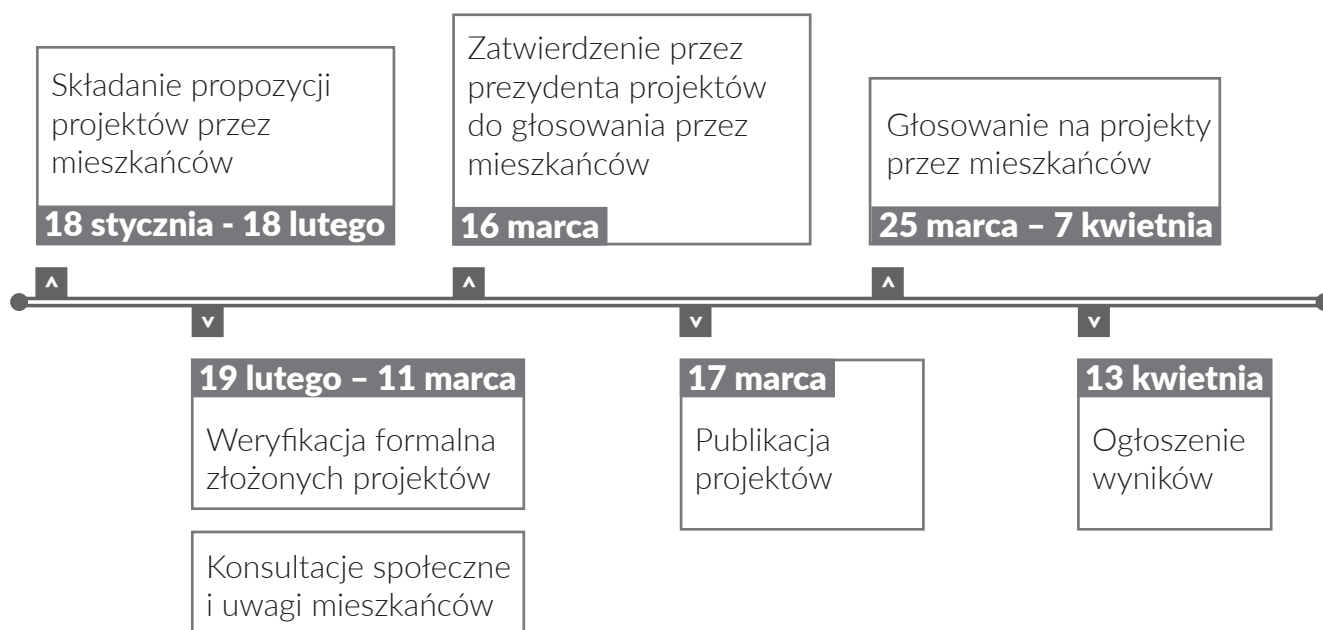 Składanie propozycji
projektów przez
mieszkańców
18 stycznia - 18 lutego
Zatwierdzenie przez
prezydenta projektów
do głosowania przez
mieszkańców
16 marca
Głosowanie na projekty
przez mieszkańców
25 marca – 7 kwietnia
19 lutego – 11 marca
Weryfikacja formalna
złożonych projektów
Konsultacje społeczne
i uwagi mieszkańców
17 marca
Publikacja
projektów
13 kwietnia
Ogłoszenie
wyników